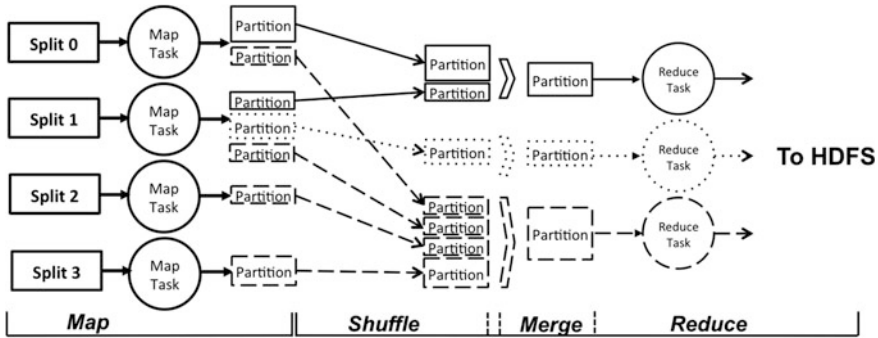 Split 0
Map
Task
Partition
Partition
Split 1
Map
Task
Partition
Partition
Partition
Split 2
Map
Task
Partition
Split 3
Map
Task
Partition
Partition
Partition
Partition
Partition
Partition
Partition
Partition
Partition
Partition
Partition
Reduce
Task
Reduce
Task
Reduce
Task
To HDFS
Map
Shuffle
Merge
Reduce